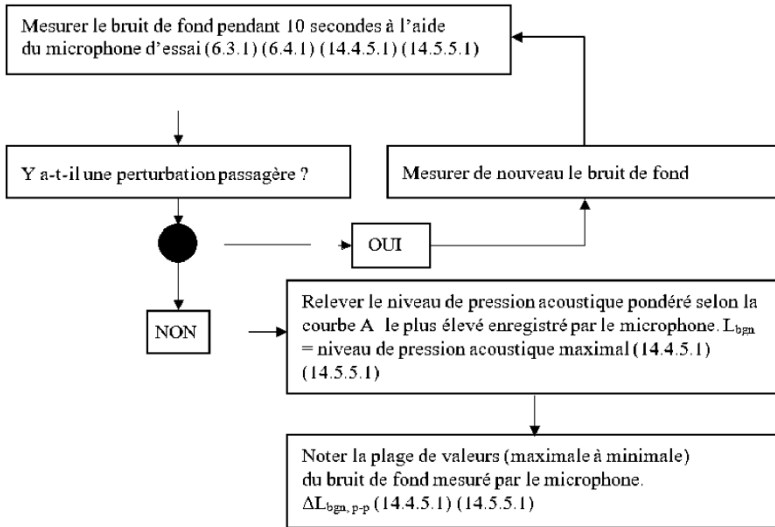 Mesurer le bruit de fond pendant 10 secondes à l'aide
du microphone d'essai (6.3.1) (6.4.1) (14.4.5.1) (14.5.5.1)
Y a-t-il une perturbation passagère ?
Mesurer de nouveau le bruit de fond
OUI
NON
Relever le niveau de pression acoustique pondéré selon la
courbe A le plus élevé enregistré par le microphone. Lbgn
= niveau de pression acoustique maximal (14.4.5.1)
(14.5.5.1)
Noter la plage de valeurs (maximale à minimale)
du bruit de fond mesuré par le microphone.
ΔLbgn, p-p (14.4.5.1) (14.5.5.1)